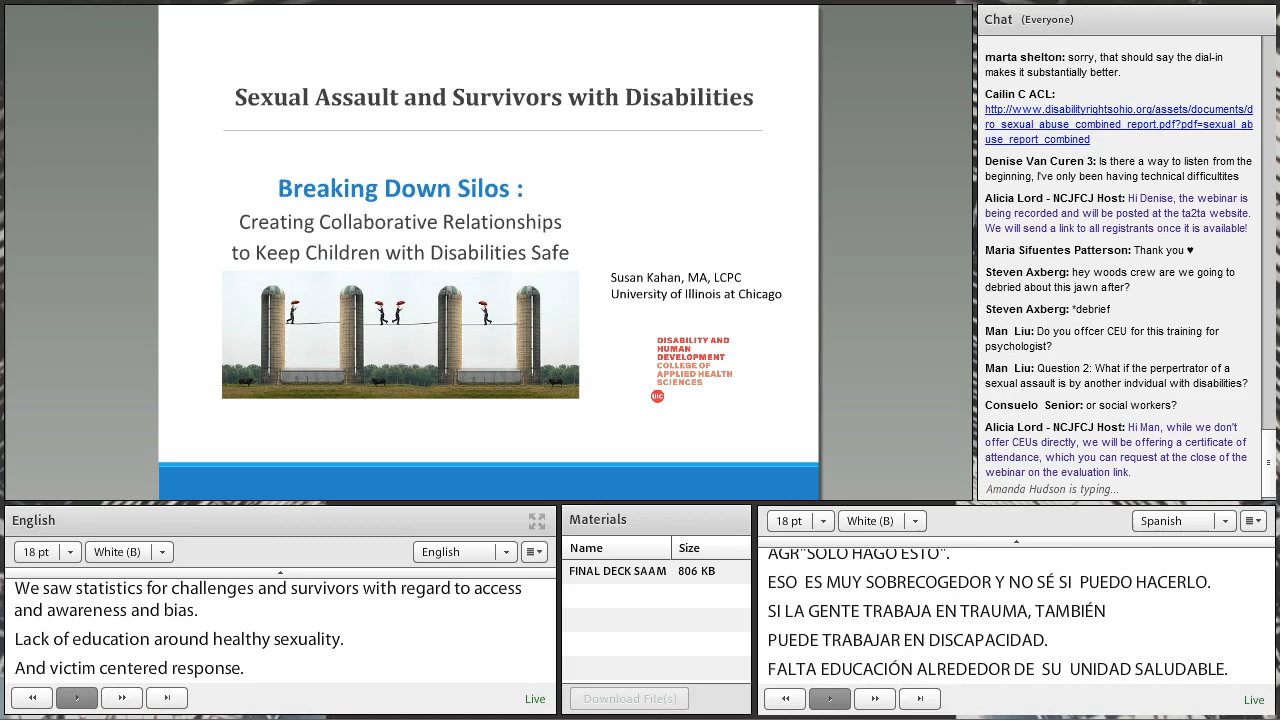 Sexual Assault and Survivors with Disabilities
Breaking Down Silos :
Creating Collaborative Relationships
to Keep Children with Disabilities Safe
Susan Kahan, MA, LCPC
University of Illinois at Chicago
DISABILITY AND
HUMAN
DEVELOPMENT
COLLEGE OF
APPLIED HEALTH
SCIENCES
UIC
Chat (Everyone)
marta shelton: sorry, that should say the dial-in
makes it substantially better.
Cailin C ACL:
http://www.disabilityrightsohio.org/assets/documents/d
ro_sexual_abuse_combined_report.pdf?pdf=sexual_ab
use_report_combined
Denise Van Curen 3: Is there a way to listen from the
beginning, I've only been having technical difficultites
Alicia Lord - NCJFCJ Host: Hi Denise, the webinar is
being recorded and will be posted at the ta2ta website.
We will send a link to all registrants once it is available!
Maria Sifuentes Patterson: Thank you ♥
Steven Axberg: hey woods crew are we going to
debried about this jawn after?
Steven Axberg: *debrief
Man Liu: Do you offcer CEU for this training for
psychologist?
Man Liu: Question 2: What if the perpertrator of a
sexual assault is by another indvidual with disabilities?
Consuelo Senior: or social workers?
Alicia Lord - NCJFCJ Host: Hi Man, while we don't
offer CEUs directly, we will be offering a certificate of
attendance, which you can request at the close of the
webinar on the evaluation link.
Amanda Hudson is typing...
English
18 pt White (B) English
We saw statistics for challenges and survivors with regard to access
and awareness and bias.
Lack of education around healthy sexuality.
And victim centered response.
Live
Materials
Name Size
FINAL DECK SAAM 806 KB
Download File(s)
18 pt White (B) Spanish
AGR"SOLO HAGO ESTO".
ESO ES MUY SOBRECOGEDOR Y NO SÉ SI PUEDO HACERLO.
SI LA GENTE TRABAJA EN TRAUMA, TAMBIÉN
PUEDE TRABAJAR EN DISCAPACIDAD.
FALTA EDUCACIÓN ALREDEDOR DE SU UNIDAD SALUDABLE.
Live